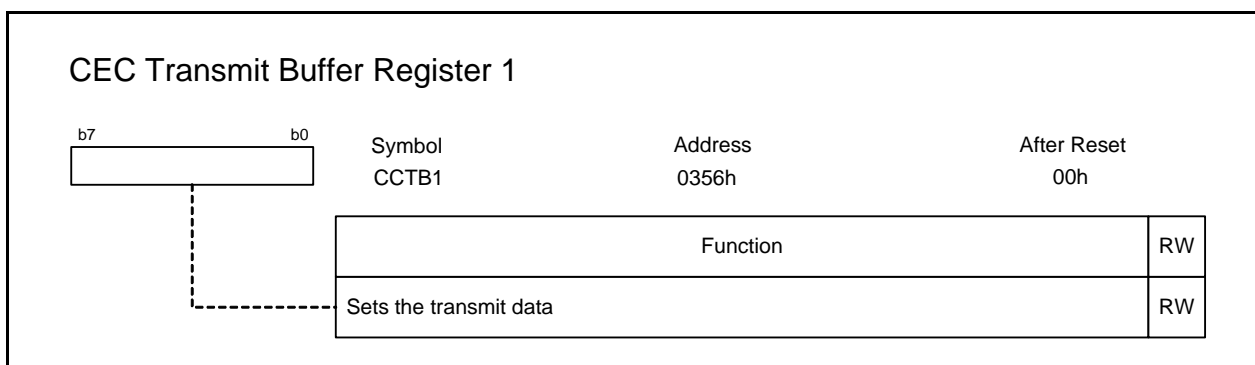 CEC Transmit Buffer Register 1
b7 b0
Symbol Address After Reset
CCTB1 0356h 00h
Function RW
Sets the transmit data RW